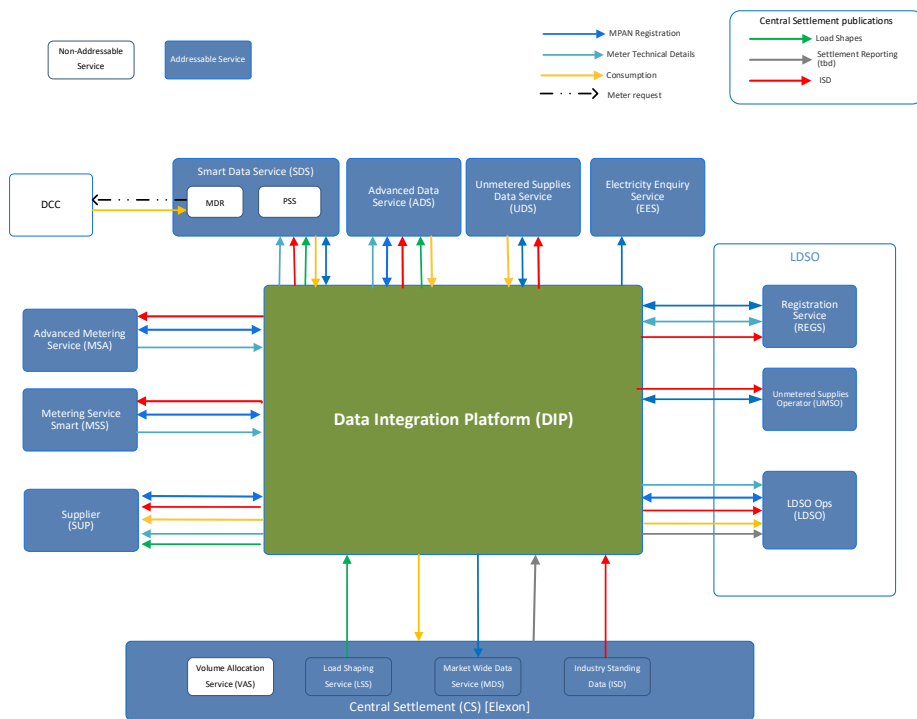 Central Settlement publications
Non-Addressable
Service
Addressable Service
MPAN Registration
Meter Technical Details
Consumption
Meter request
Load Shapes
Settlement Reporting
(tbd)
ISD
DCC
Smart Data Service (SDS)
MDR
PSS
Advanced Data
Service (ADS)
Unmetered Supplies
Data Service
(UDS)
Electricity Enquiry
Service
(EES)
LDSO
Advanced Metering
Service (MSA)
Registration
Service
(REGS)
Metering Service
Smart (MSS)
Data Integration Platform (DIP)
Unmetered Supplies
Operator (UMSO)
Supplier
(SUP)
LDSO Ops
(LDSO)
Volume Allocation
Service (VAS)
Load Shaping
Service (LSS)
Market Wide Data
Service (MDS)
Industry Standing
Data (ISD)
Central Settlement (CS) [Elexon]